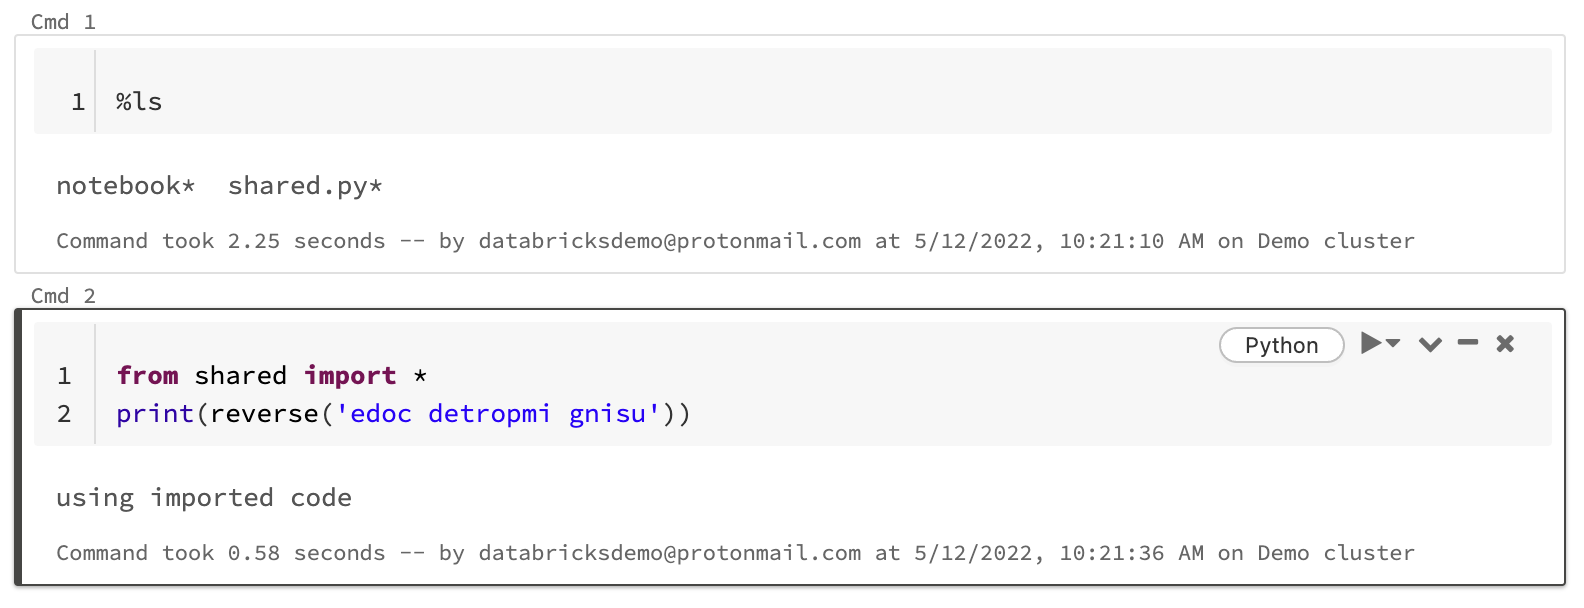 Cmd 1
1 %ls
notebook*  shared.py*
Command took 2.25 seconds -- by databricksdemo@protonmail.com at 5/12/2022, 10:21:10 AM on Demo cluster
Cmd 2
Python
1 from shared import *
2 print(reverse('edoc detropmi gnisu'))
using imported code
Command took 0.58 seconds -- by databricksdemo@protonmail.com at 5/12/2022, 10:21:36 AM on Demo cluster